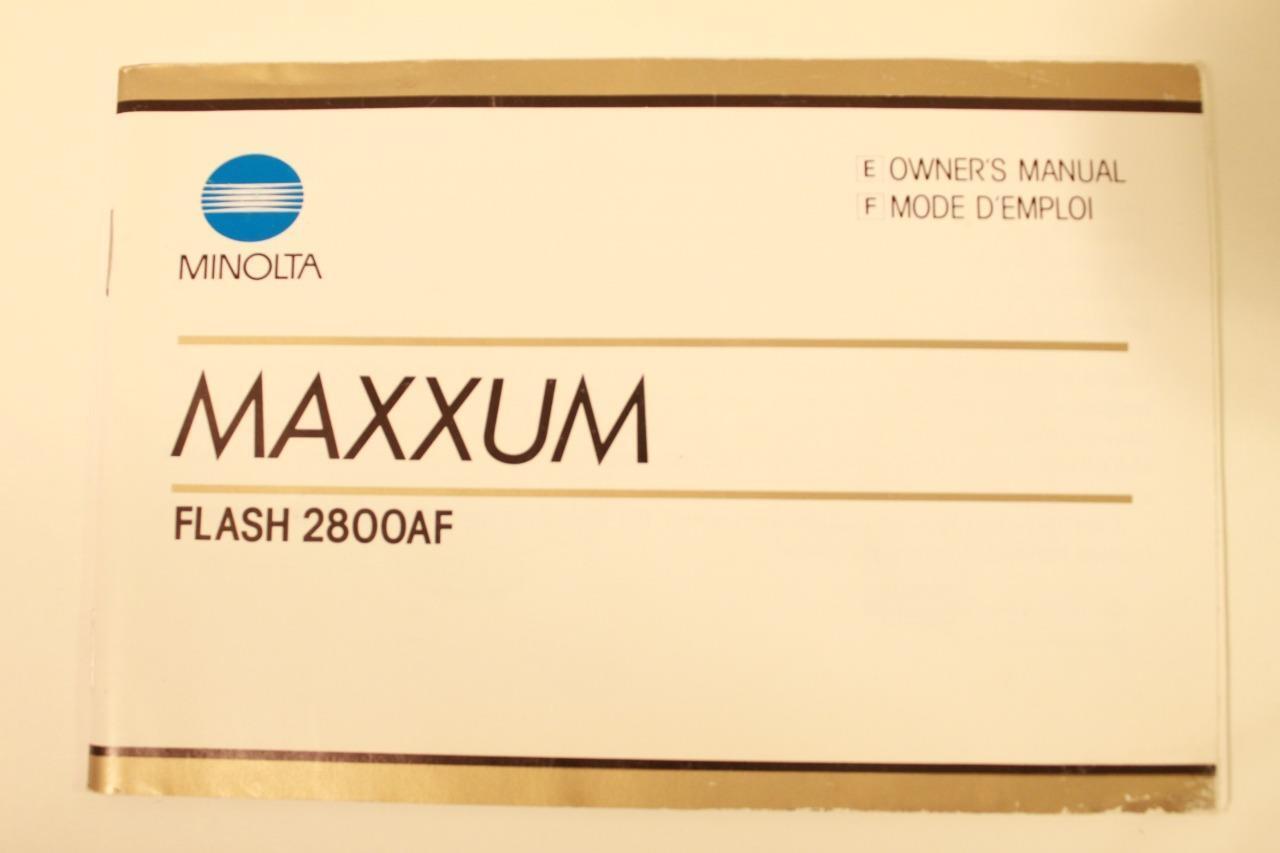 MINOLTA
E OWNER'S MANUAL
F MODE D'EMPLOI
MAXXUM
FLASH 2800AF